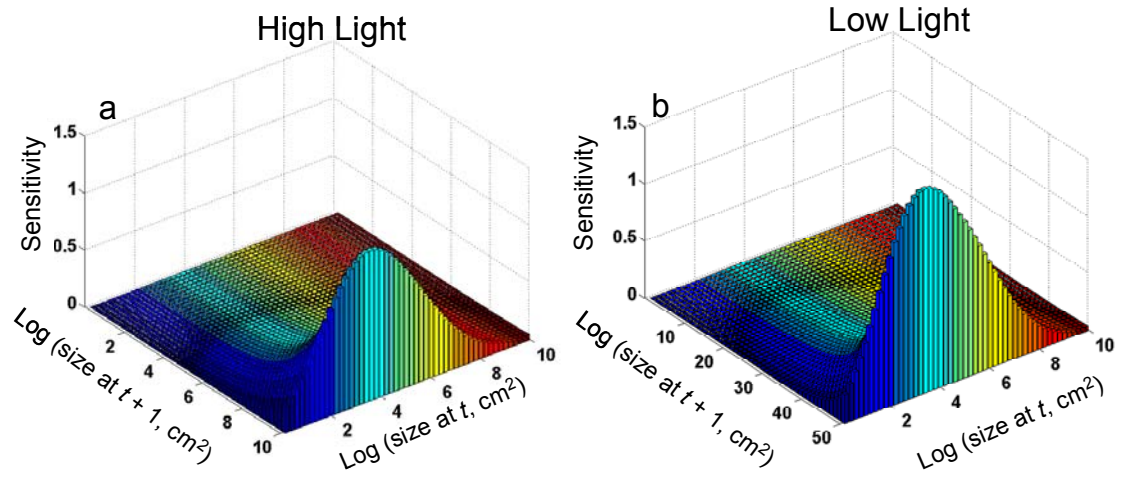 High Light
a
1.5
1
0.5
0
Sensitivity
2
4
6
8
10
Log (size at t + 1, cm²)
2
4
6
8
10
Log (size at t, cm²)
Low Light
b
1.5
1
0.5
0
Sensitivity
10
20
30
40
50
Log (size at t + 1, cm²)
2
4
6
8
10
Log (size at t, cm²)